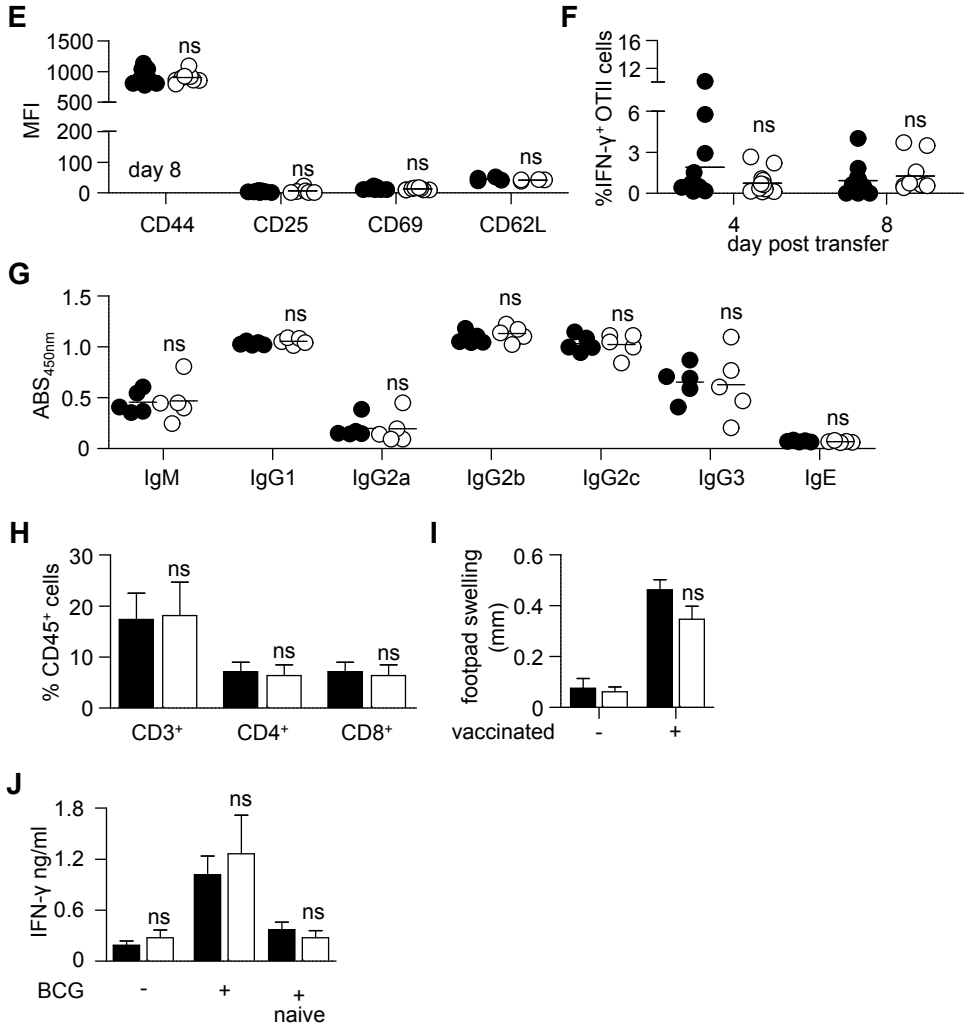 E
MFI
1500
1000
500
200
100
0
ns
ns
ns
ns
day 8
CD44 CD25 CD69 CD62L
F
%IFN-γ⁺ OTII cells
16
12
6
3
0
ns
ns
4 8
day post transfer
G
ABS450nm
1.5
1.0
0.5
0
ns
ns
ns
ns
ns
ns
ns
IgM IgG1 IgG2a IgG2b IgG2c IgG3 IgE
H
% CD45⁺ cells
30
20
10
0
ns
ns
ns
CD3⁺ CD4⁺ CD8⁺
I
footpad swelling
(mm)
0.6
0.4
0.2
0
ns
vaccinated - +
J
IFN-γ ng/ml
1.8
1.2
0.6
0
ns
ns
ns
BCG - + +
naive